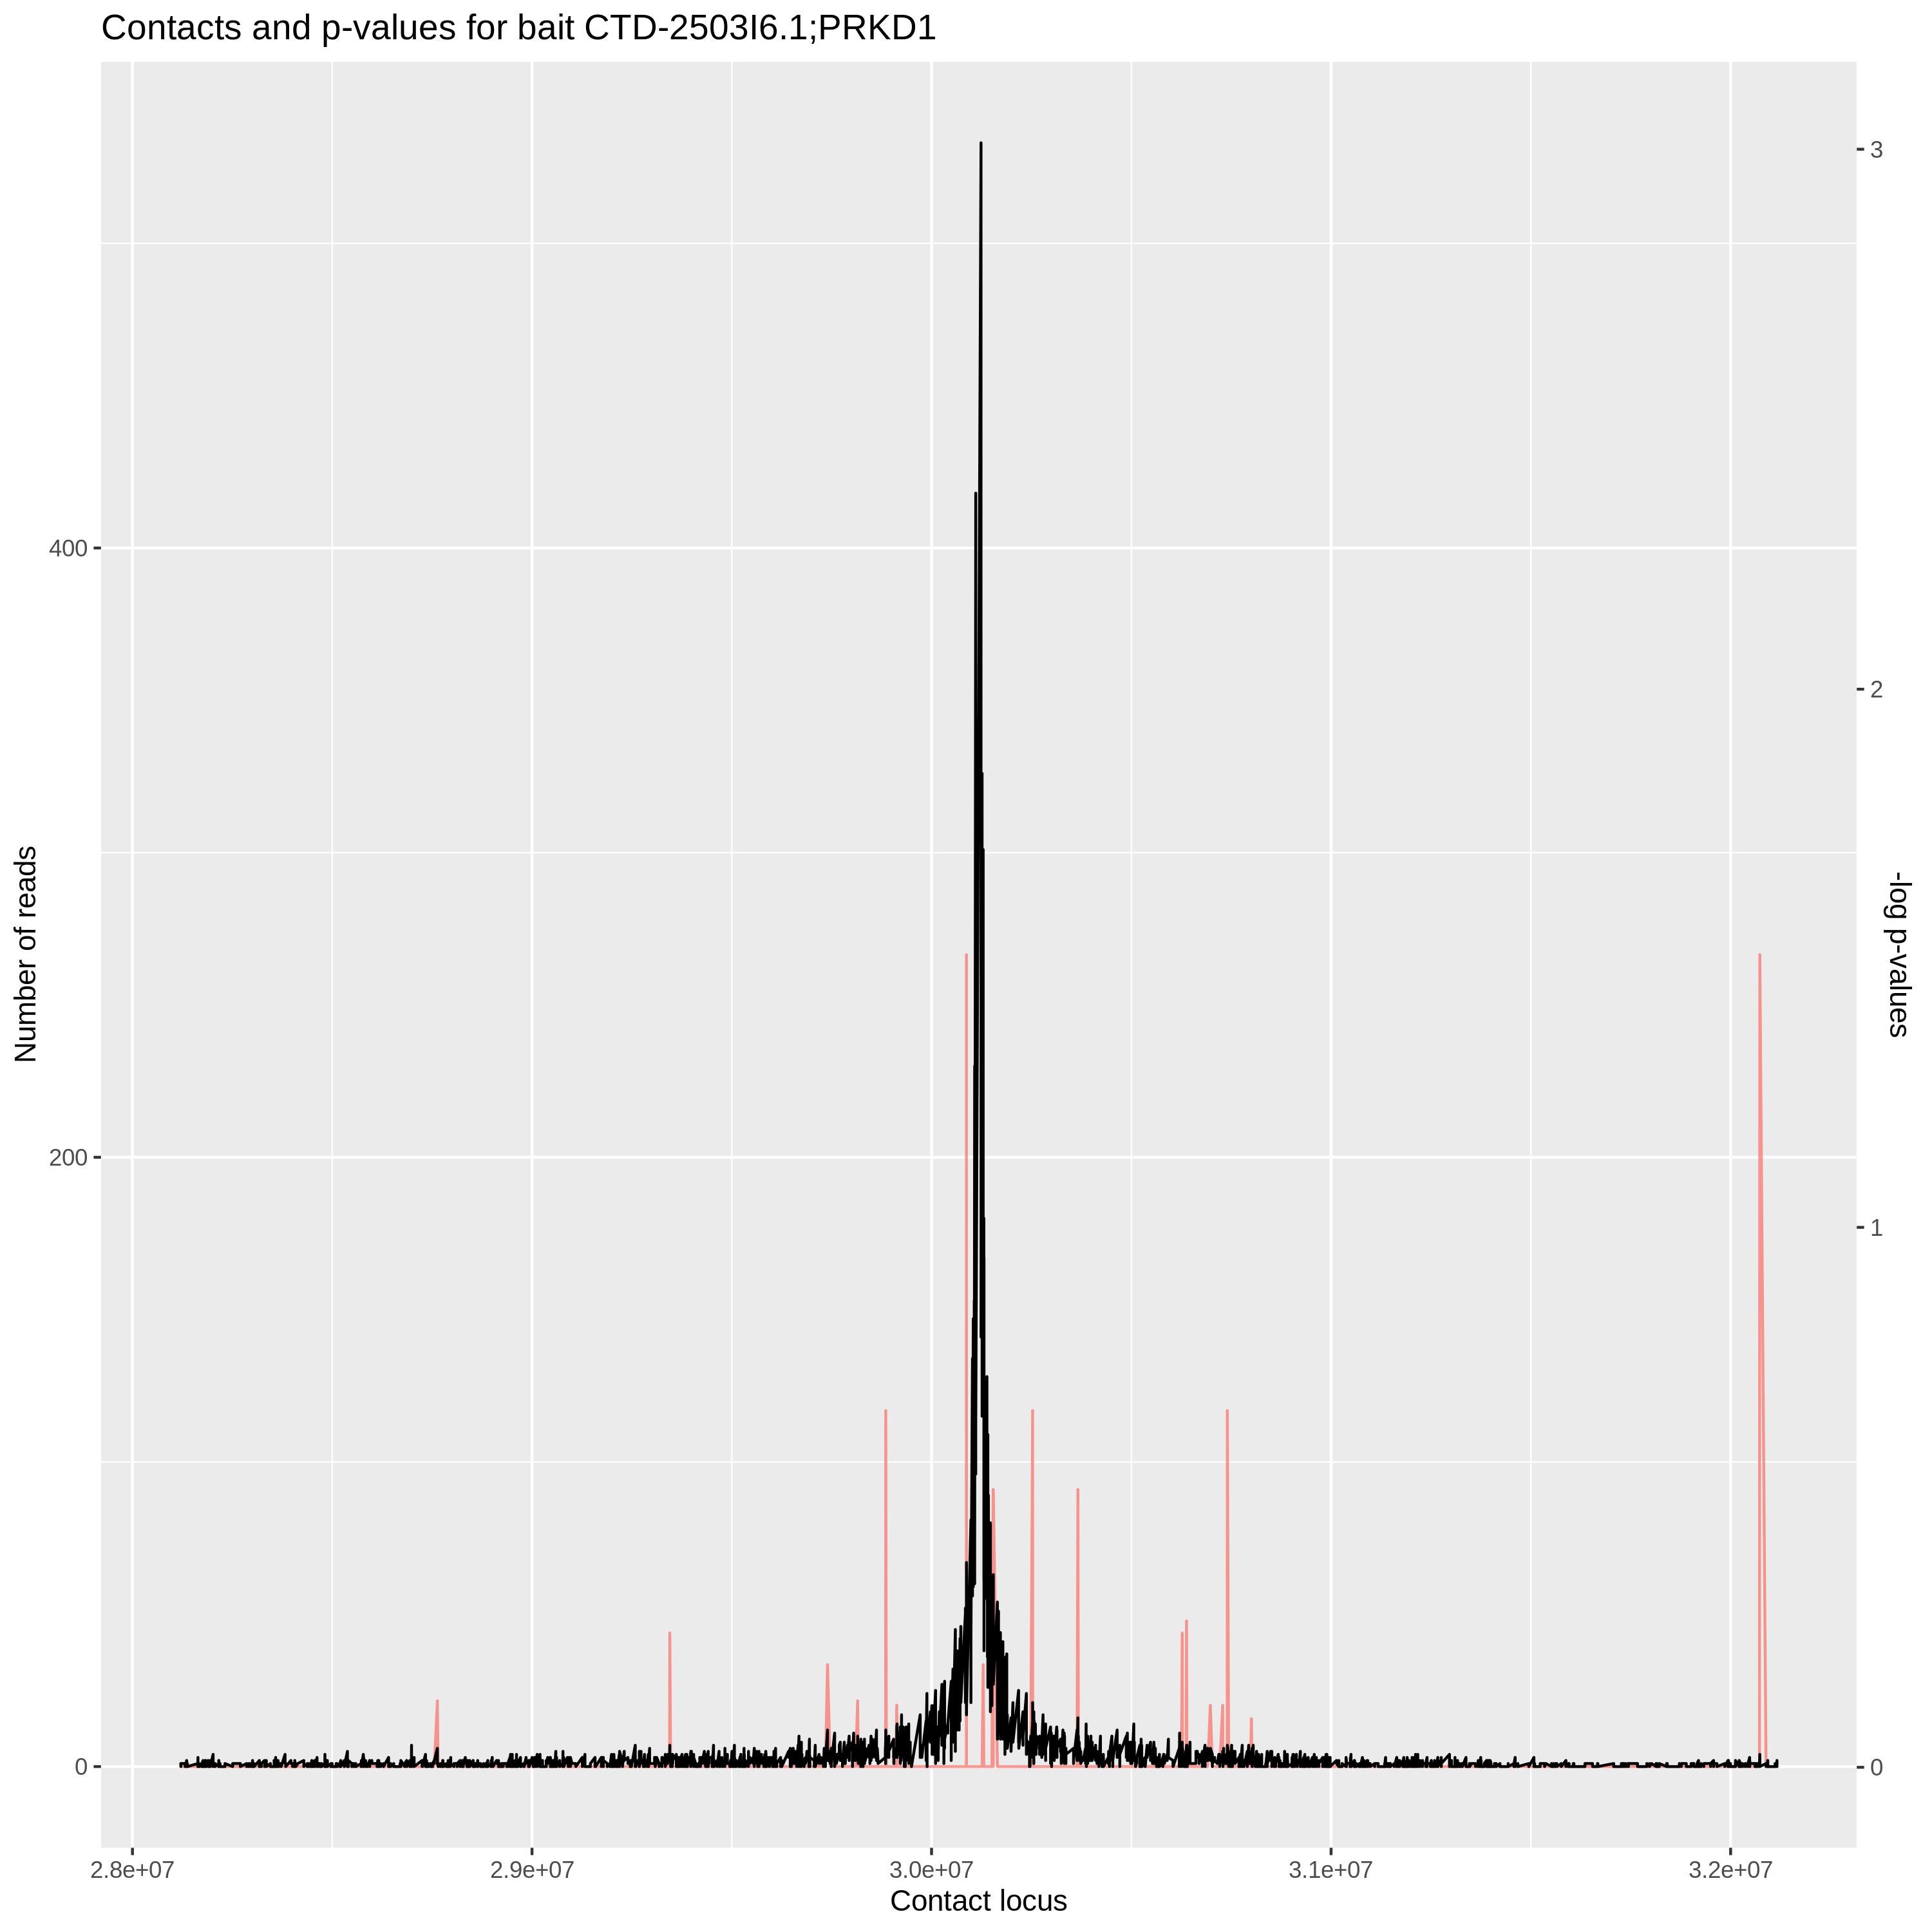 Contacts and p-values for bait CTD-2503I6.1;PRKD1
Number of reads
400
200
0
3
2
1
0
-log p-values
2.8e+07
2.9e+07
3.0e+07
3.1e+07
3.2e+07
Contact locus